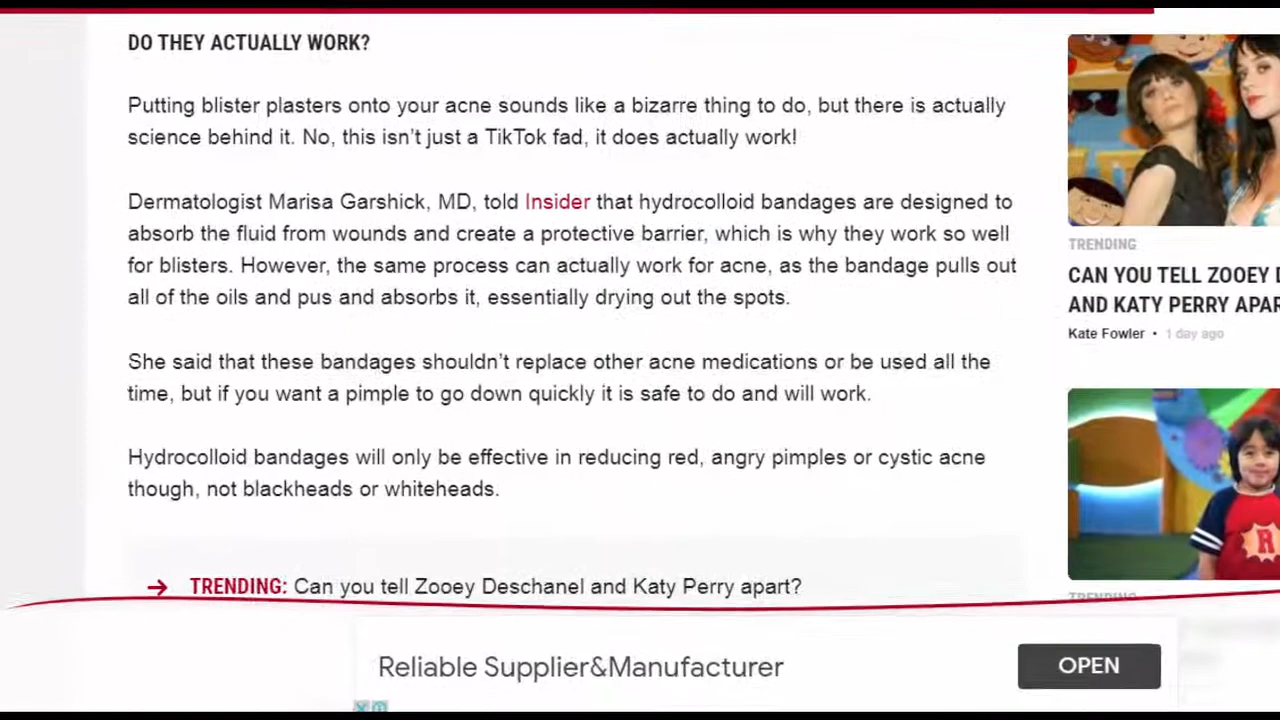 DO THEY ACTUALLY WORK?
Putting blister plasters onto your acne sounds like a bizarre thing to do, but there is actually
science behind it. No, this isn’t just a TikTok fad, it does actually work!
Dermatologist Marisa Garshick, MD, told Insider that hydrocolloid bandages are designed to
absorb the fluid from wounds and create a protective barrier, which is why they work so well
for blisters. However, the same process can actually work for acne, as the bandage pulls out
all of the oils and pus and absorbs it, essentially drying out the spots.
She said that these bandages shouldn’t replace other acne medications or be used all the
time, but if you want a pimple to go down quickly it is safe to do and will work.
Hydrocolloid bandages will only be effective in reducing red, angry pimples or cystic acne
though, not blackheads or whiteheads.
→ TRENDING: Can you tell Zooey Deschanel and Katy Perry apart?
TRENDING
CAN YOU TELL ZOOEY
AND KATY PERRY APAR
Kate Fowler • 1 day ago
R
TRENDING
Reliable Supplier&Manufacturer
OPEN